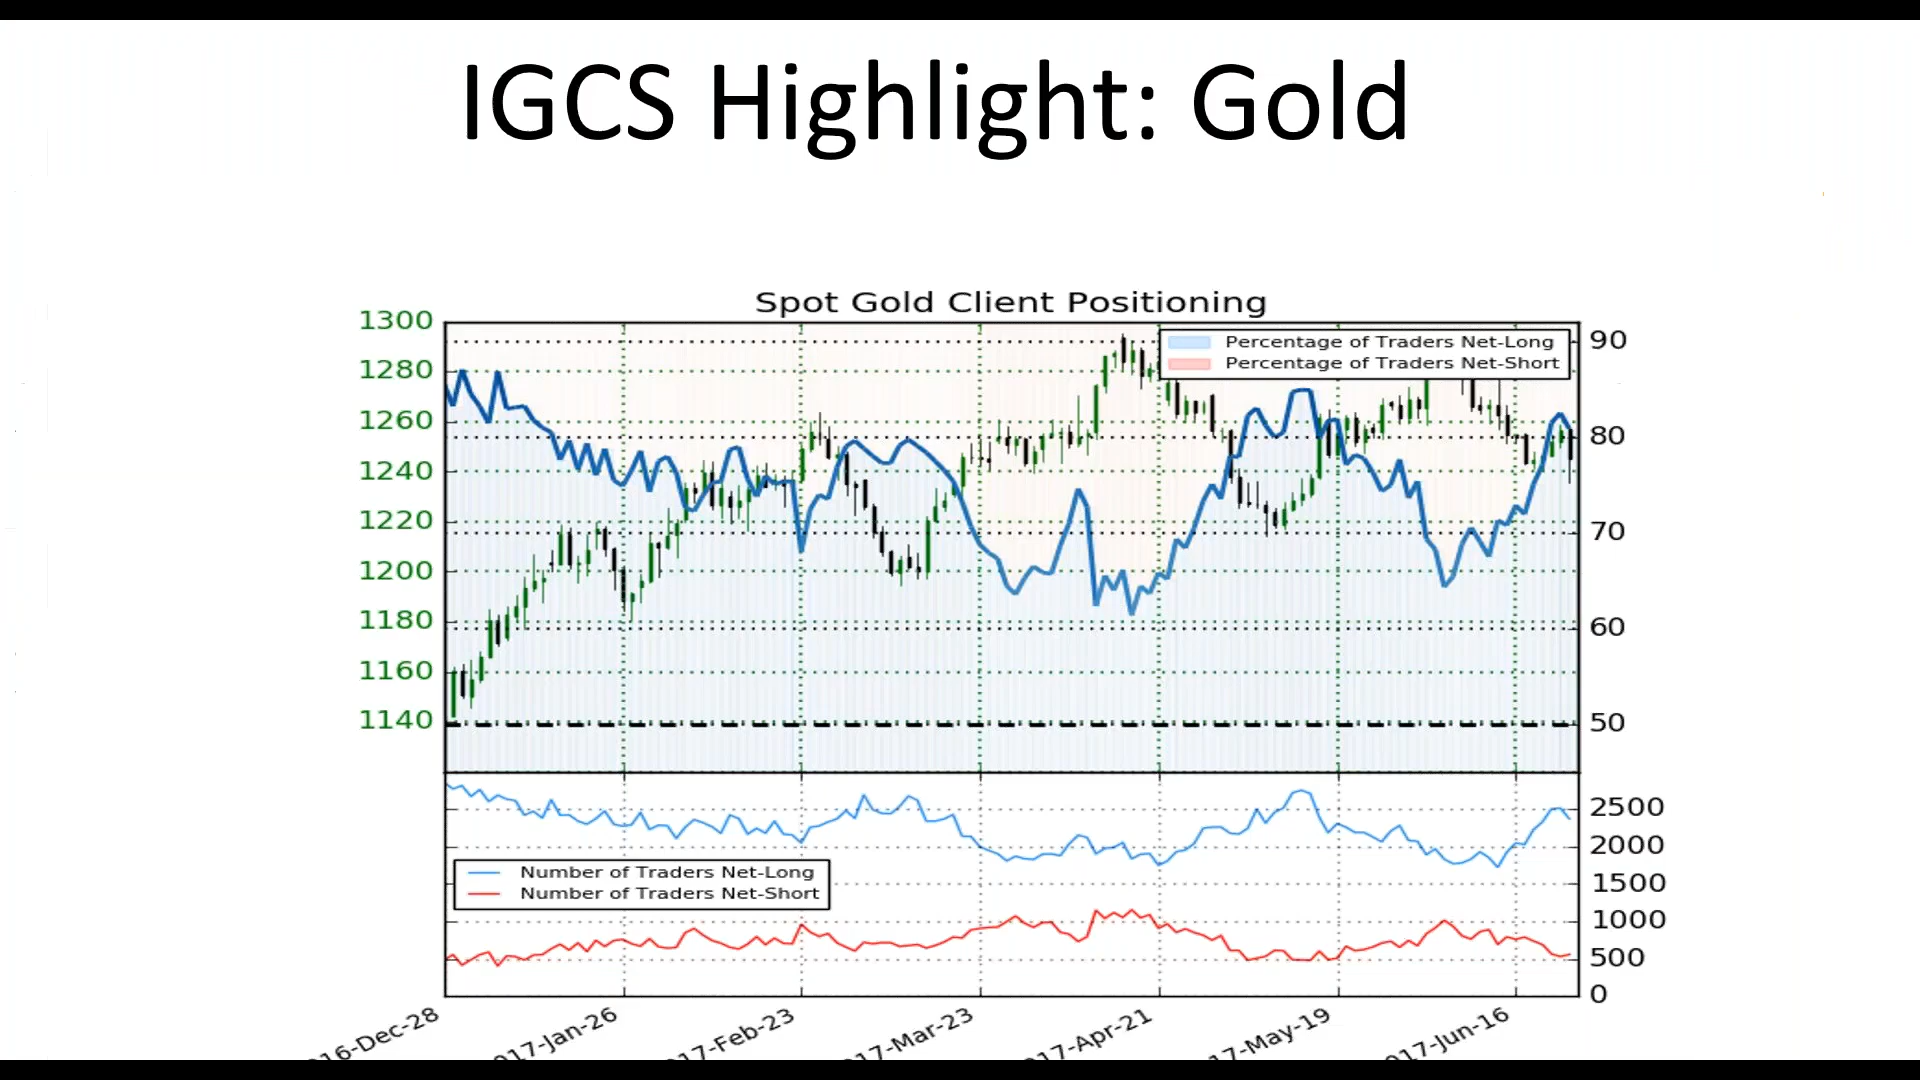 IGCS Highlight: Gold
Spot Gold Client Positioning
1300
1280
1260
1240
1220
1200
1180
1160
1140
Percentage of Traders Net-Long
Percentage of Traders Net-Short
90
80
70
60
50
Number of Traders Net-Long
Number of Traders Net-Short
2500
2000
1500
1000
500
0
16-Dec-28
17-Jan-26
17-Feb-23
17-Mar-23
17-Apr-21
17-May-19
17-Jun-16